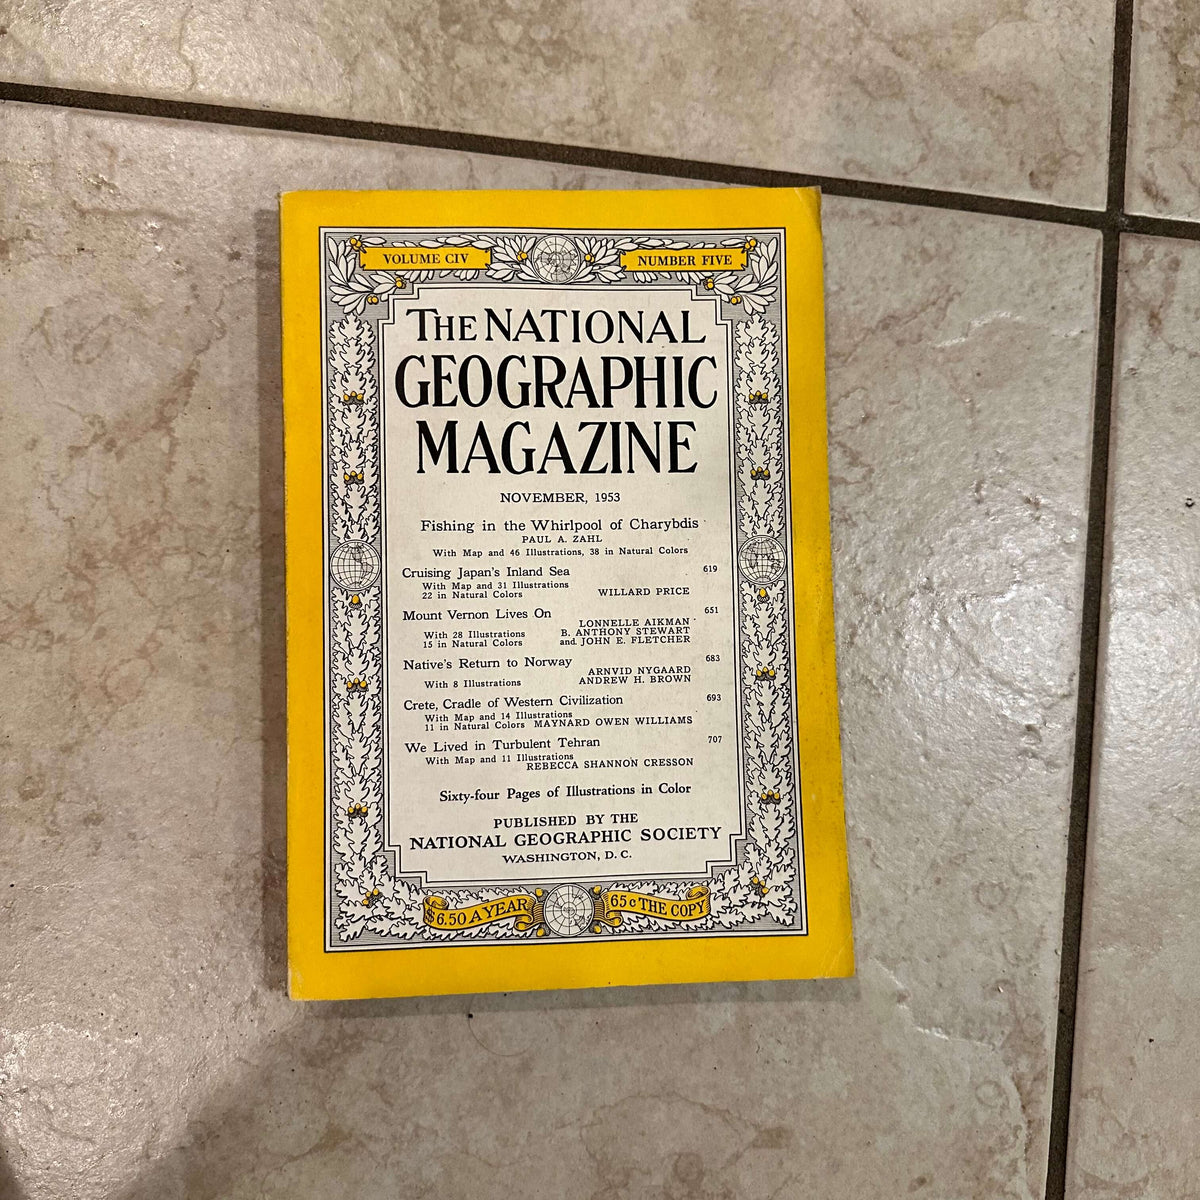 VOLUME CIV
NUMBER FIVE
THE NATIONAL
GEOGRAPHIC
MAGAZINE
NOVEMBER, 1953
Fishing in the Whirlpool of Charybdis
PAUL A. ZAHL
With Map and 46 Illustrations, 38 in Natural Colors
Cruising Japan's Inland Sea 619
With Map and 31 Illustrations
22 in Natural Colors WILLARD PRICE
Mount Vernon Lives On 651
LONNELLE AIKMAN
With 28 Illustrations B. ANTHONY STEWART
15 in Natural Colors and JOHN E. FLETCHER
Native's Return to Norway 683
ARNVID NYGAARD
With 8 Illustrations ANDREW H. BROWN
Crete, Cradle of Western Civilization 693
With Map and 14 Illustrations
11 in Natural Colors MAYNARD OWEN WILLIAMS
We Lived in Turbulent Tehran 707
With Map and 11 Illustrations
REBECCA SHANNON CRESSON
Sixty-four Pages of Illustrations in Color
PUBLISHED BY THE
NATIONAL GEOGRAPHIC SOCIETY
WASHINGTON, D. C.
$6.50 A YEAR
65c THE COPY